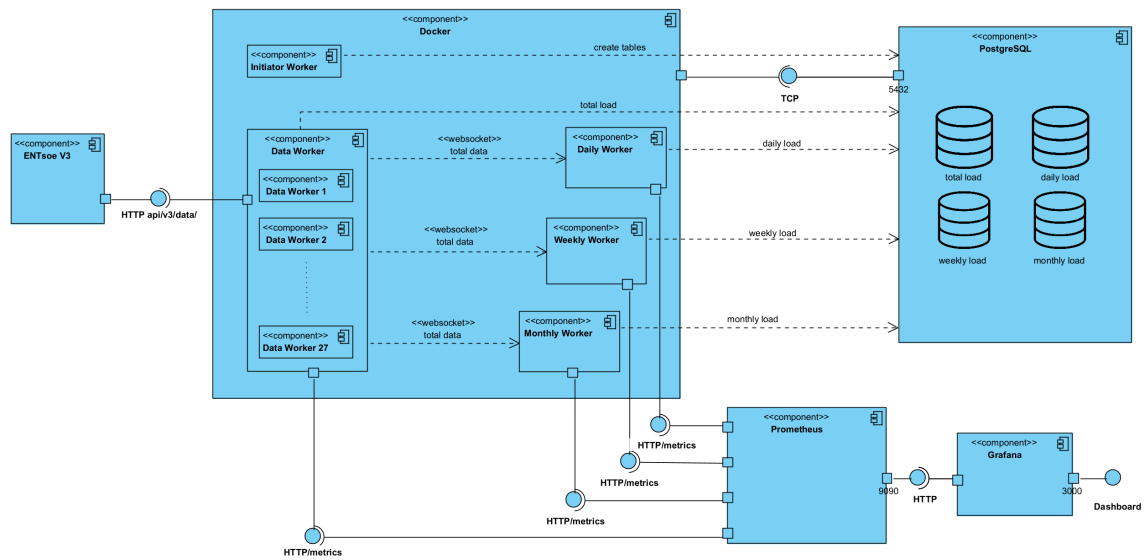 <<component>>
Docker
<<component>>
Initiator Worker
create tables
<<component>>
PostgreSQL
5432
TCP
total load
<<component>>
ENTsoe V3
HTTP api/v3/data/
<<component>>
Data Worker
<<component>>
Data Worker 1
<<component>>
Data Worker 2
<<component>>
Data Worker 27
<<websocket>>
total data
<<component>>
Daily Worker
daily load
<<websocket>>
total data
<<component>>
Weekly Worker
weekly load
<<websocket>>
total data
<<component>>
Monthly Worker
monthly load
total load
daily load
weekly load
monthly load
HTTP/metrics
HTTP/metrics
HTTP/metrics
HTTP/metrics
<<component>>
Prometheus
9090
HTTP
<<component>>
Grafana
3000
Dashboard